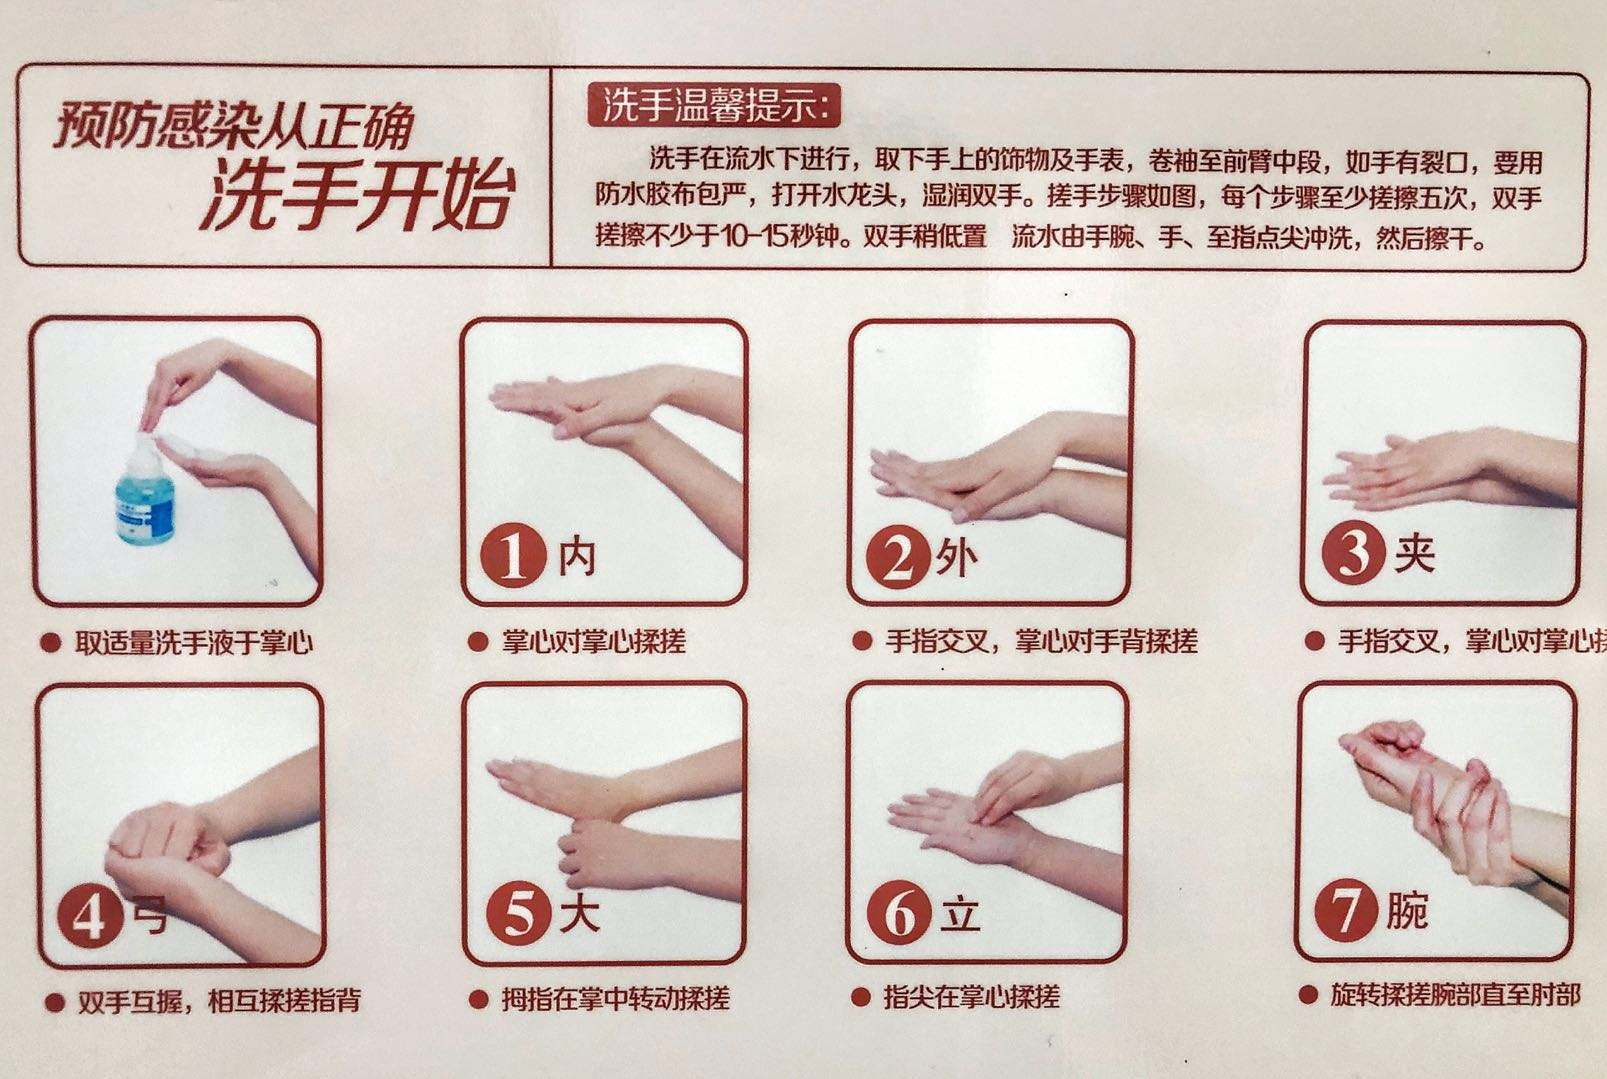 预防感染从正确
洗手开始
洗手温馨提示:
洗手在流水下进行，取下手上的饰物及手表，卷袖至前臂中段，如手有裂口，要用
防水胶布包严，打开水龙头，湿润双手。搓手步骤如图，每个步骤至少搓擦五次，双手
搓擦不少于10-15秒钟。双手稍低置 流水由手腕、手、至指点尖冲洗，然后擦干。
1 内
2 外
3 夹
● 取适量洗手液于掌心
● 掌心对掌心揉搓
● 手指交叉，掌心对手背揉搓
● 手指交叉，掌心对掌心
4 弓
5 大
6 立
7 腕
● 双手互握，相互揉搓指背
● 拇指在掌中转动揉搓
● 指尖在掌心揉搓
● 旋转揉搓腕部直至肘部